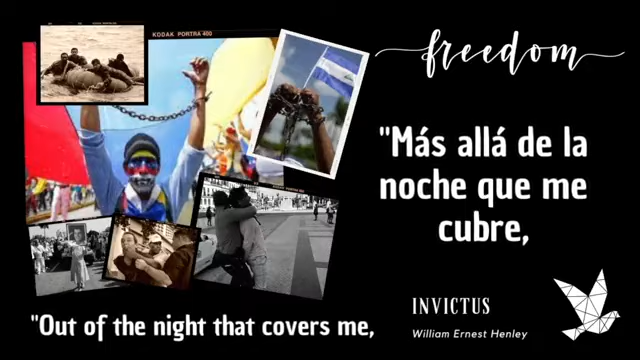 KODAK PORTRA 400
freedom
"Más allá de la
noche que me
cubre,
INVICTUS
William Ernest Henley
"Out of the night that covers me,